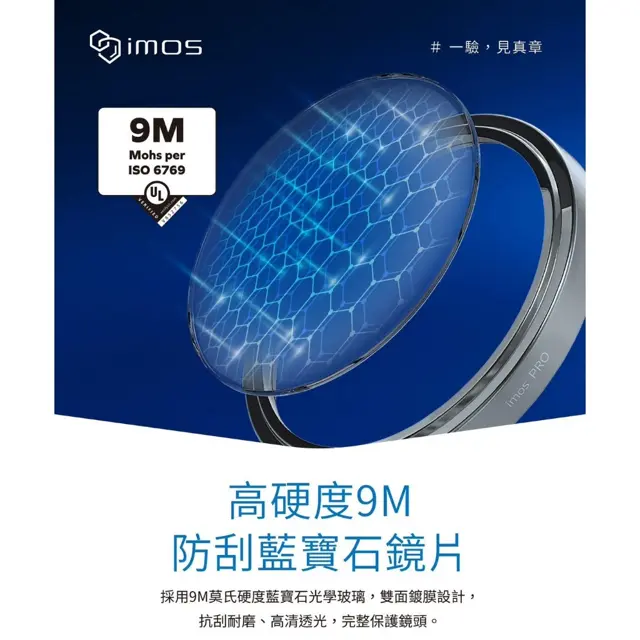 imos
# 一驗，見真章
9M
Mohs per
ISO 6769
UL
VERIFIED
imos PRO
高硬度9M
防刮藍寶石鏡片
採用9M莫氏硬度藍寶石光學玻璃，雙面鍍膜設計，
抗刮耐磨、高清透光，完整保護鏡頭。